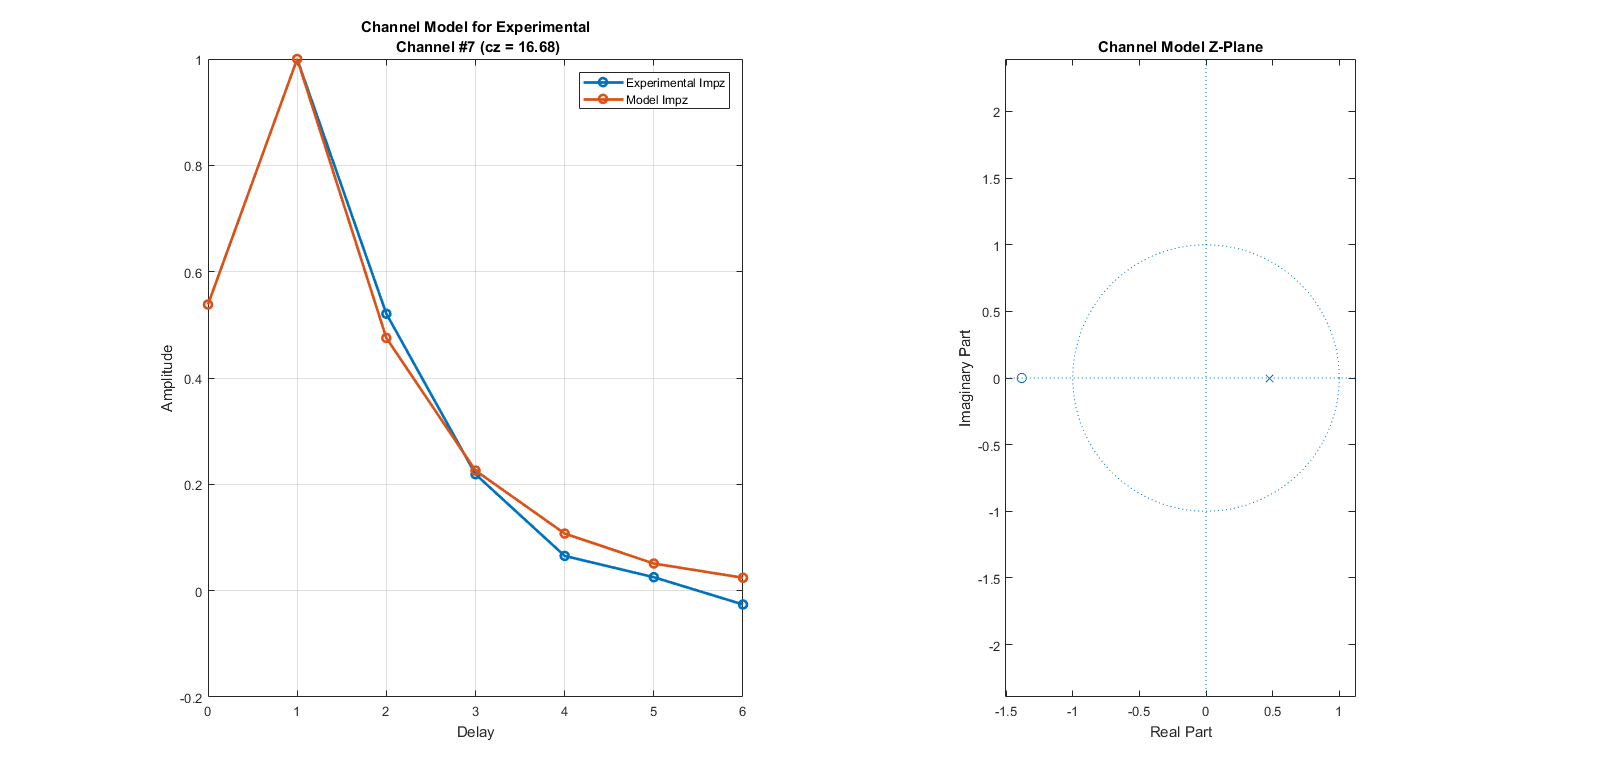 Channel Model for Experimental
Channel #7 (cz = 16.68)
Experimental Impz
Model Impz
1
0.8
0.6
0.4
0.2
0
-0.2
Amplitude
0 1 2 3 4 5 6
Delay
Channel Model Z-Plane
2
1.5
1
0.5
0
-0.5
-1
-1.5
-2
Imaginary Part
-1.5 -1 -0.5 0 0.5 1
Real Part